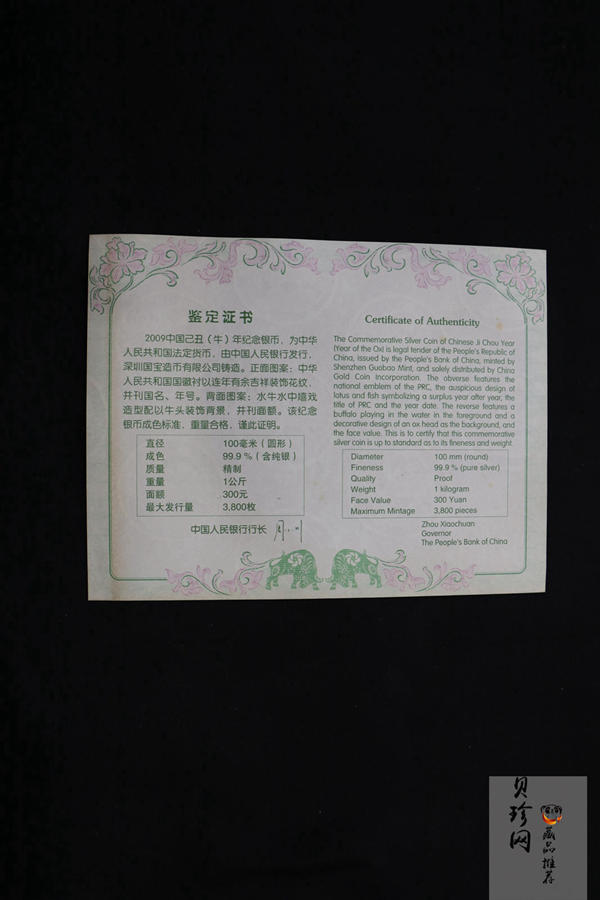 鉴定证书
2009中国己丑（牛）年纪念银币，为中华
人民共和国法定货币，由中国人民银行发行，
深圳国宝造币有限公司铸造。正面图案：中华
人民共和国国徽衬以连年有余吉祥装饰花纹，
并刊国名、年号。背面图案：水牛水中嬉戏
造型配以牛头装饰背景，并刊面额。该纪念
银币成色标准，重量合格，谨此证明。
直径 100毫米（圆形）
成色 99.9％（含纯银）
质量 精制
重量 1公斤
面额 300元
最大发行量 3,800枚
中国人民银行行长
Certificate of Authenticity
The Commemorative Silver Coin of Chinese Ji Chou Year
(Year of the Ox) is legal tender of the People's Republic of
China, issued by the People's Bank of China, minted by
Shenzhen Guobao Mint, and solely distributed by China
Gold Coin Incorporation. The obverse features the
national emblem of the PRC, the auspicious design of
lotus and fish symbolizing a surplus year after year, the
title of PRC and the year date. The reverse features a
buffalo playing in the water in the foreground and a
decorative design of an ox head as the background, and
the face value. This is to certify that this commemorative
silver coin is up to standard as to its fineness and weight.
Diameter 100 mm (round)
Fineness 99.9 % (pure silver)
Quality Proof
Weight 1 kilogram
Face Value 300 Yuan
Maximum Mintage 3,800 pieces
Zhou Xiaochuan
Governor
The People's Bank of China
贝珍网
藏品推荐